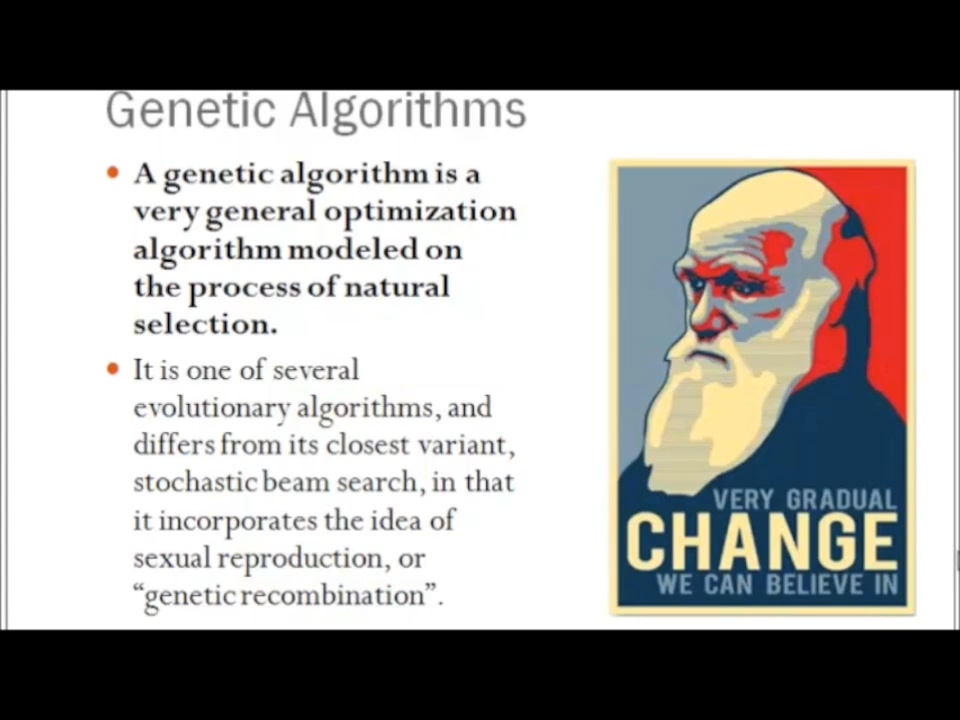 Genetic Algorithms
• A genetic algorithm is a
very general optimization
algorithm modeled on
the process of natural
selection.
• It is one of several
evolutionary algorithms, and
differs from its closest variant,
stochastic beam search, in that
it incorporates the idea of
sexual reproduction, or
“genetic recombination”.
VERY GRADUAL
CHANGE
WE CAN BELIEVE IN